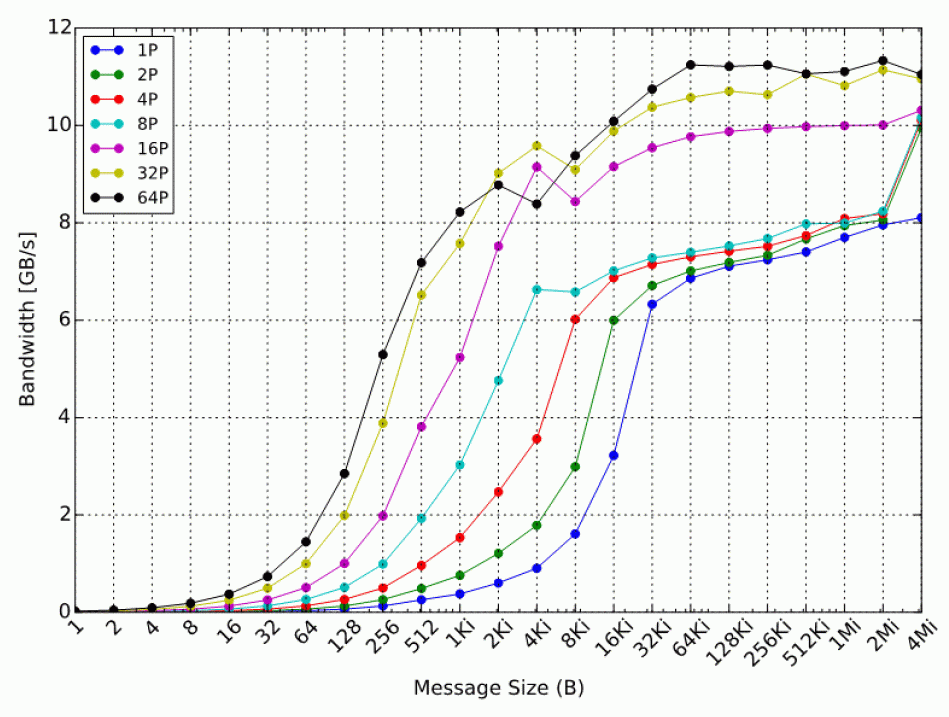 12
10
8
6
4
2
0
Bandwidth [GB/s]
1P
2P
4P
8P
16P
32P
64P
1 2 4 8 16 32 64 128 256 512 1Ki 2Ki 4Ki 8Ki 16Ki 32Ki 64Ki 128Ki 256Ki 512Ki 1Mi 2Mi 4Mi
Message Size (B)